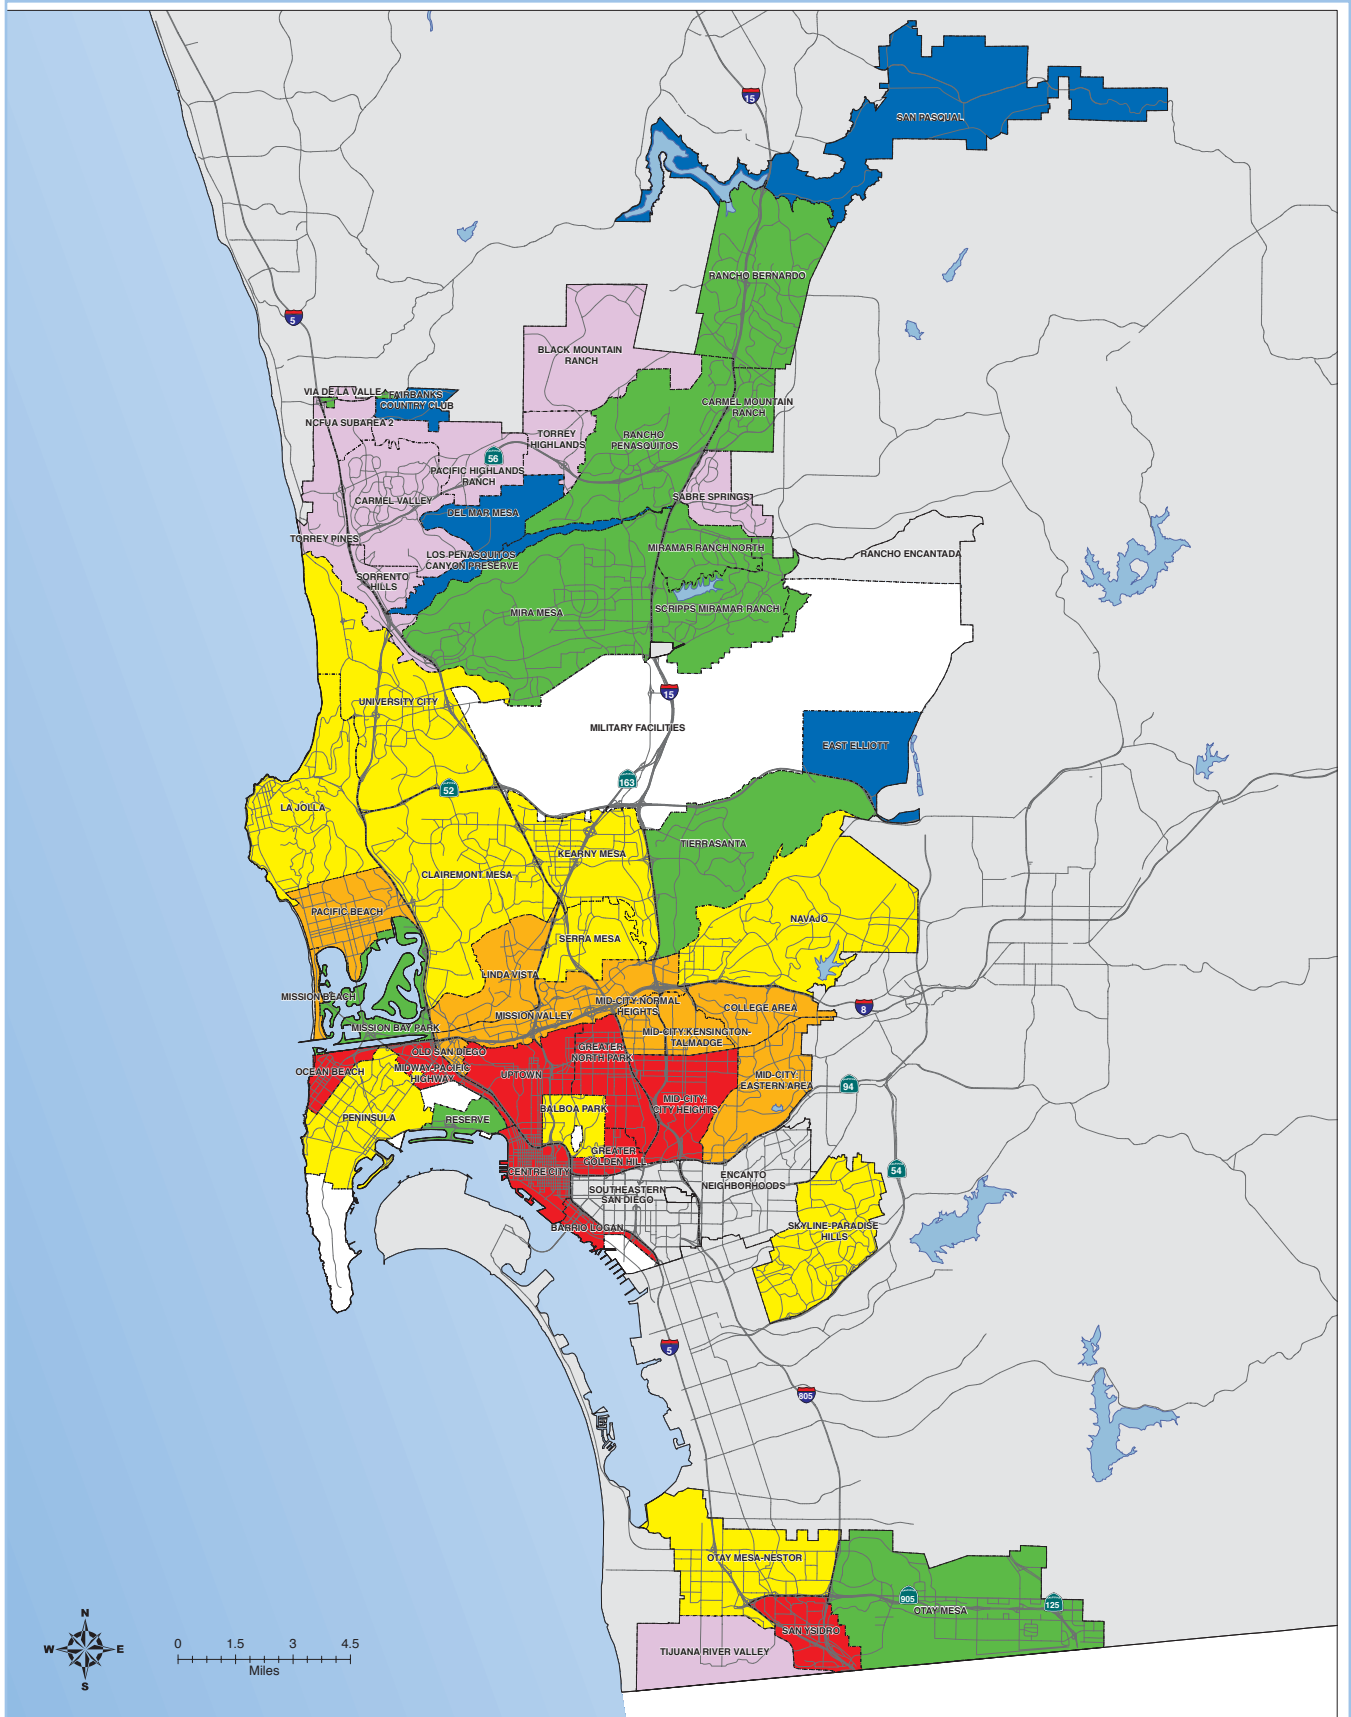 15
SAN PASQUAL
RANCHO BERNARDO
5
BLACK MOUNTAIN
RANCH
VIA DE LA VALLE
FAIRBANKS
COUNTRY CLUB
CARMEL MOUNTAIN
RANCH
NCFUA SUBAREA 2
TORREY
HIGHLANDS
RANCHO
PEÑASQUITOS
56
PACIFIC HIGHLANDS
RANCH
CARMEL VALLEY
SABRE SPRINGS
DEL MAR MESA
TORREY PINES
MIRAMAR RANCH NORTH
RANCHO ENCANTADA
LOS PEÑASQUITOS
CANYON PRESERVE
SORRENTO
HILLS
MIRA MESA
SCRIPPS MIRAMAR RANCH
15
UNIVERSITY CITY
MILITARY FACILITIES
EAST ELLIOTT
163
52
LA JOLLA
KEARNY MESA
TIERRASANTA
CLAIREMONT MESA
PACIFIC BEACH
NAVAJO
SERRA MESA
LINDA VISTA
MISSION BEACH
MISSION VALLEY
MID-CITY:NORMAL
HEIGHTS
COLLEGE AREA
8
MISSION BAY PARK
MID-CITY:KENSINGTON-
TALMADGE
OLD SAN DIEGO
GREATER
NORTH PARK
OCEAN BEACH
MIDWAY-PACIFIC
HIGHWAY
UPTOWN
MID-CITY:
EASTERN AREA
94
MID-CITY:
CITY HEIGHTS
PENINSULA
RESERVE
BALBOA PARK
GREATER
GOLDEN HILL
CENTRE CITY
54
ENCANTO
NEIGHBORHOODS
SOUTHEASTERN
SAN DIEGO
BARRIO LOGAN
SKYLINE-PARADISE
HILLS
5
805
OTAY MESA-NESTOR
905
125
OTAY MESA
SAN YSIDRO
TIJUANA RIVER VALLEY
N
W E
S
0 1.5 3 4.5
Miles